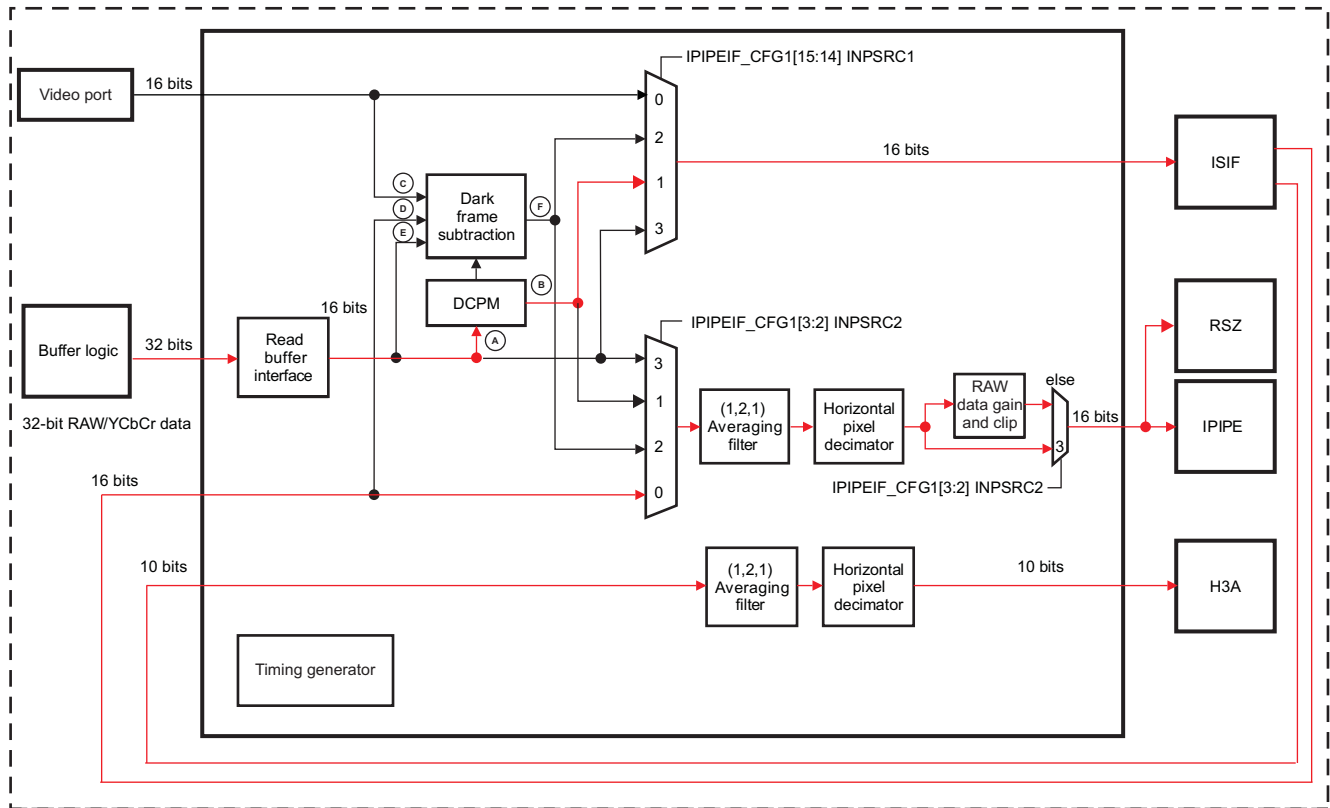 IPIPEIF_CFG1[15:14] INPSRC1
Video port
16 bits
0
2
1
3
16 bits
ISIF
C
D
E
Dark
frame
subtraction
F
DCPM
B
A
Buffer logic
32 bits
32-bit RAW/YCbCr data
16 bits
Read
buffer
interface
IPIPEIF_CFG1[3:2] INPSRC2
3
1
2
0
(1,2,1)
Averaging
filter
Horizontal
pixel
decimator
RAW
data gain
and clip
else
3
16 bits
IPIPEIF_CFG1[3:2] INPSRC2
RSZ
IPIPE
16 bits
10 bits
(1,2,1)
Averaging
filter
Horizontal
pixel
decimator
10 bits
H3A
Timing generator